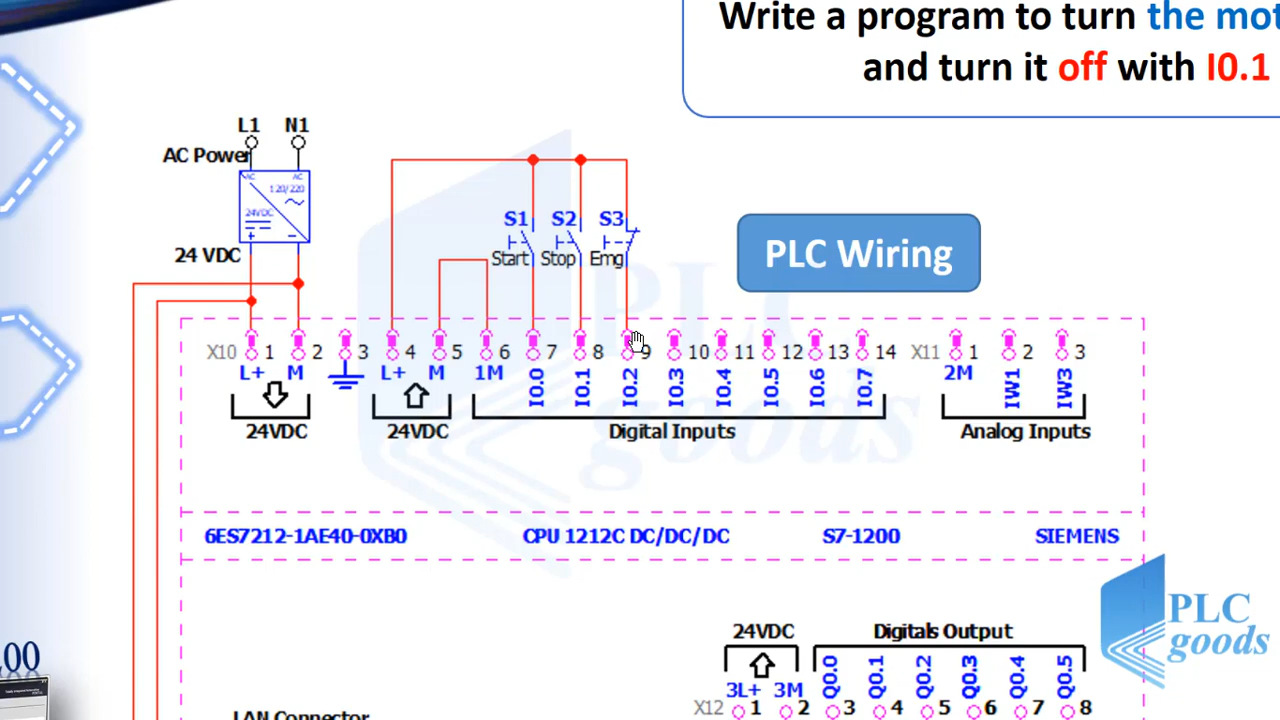 Write a program to turn the mot
and turn it off with I0.1
L1 N1
AC Power
AC AC
120/220
24VDC
+ −
24 VDC
S1 S2 S3
Start Stop Emg
PLC Wiring
PLC
goods
X10 1 2 3 4 5 6 7 8 9 10 11 12 13 14 X11 1 2 3
L+ M L+ M 1M I0.0 I0.1 I0.2 I0.3 I0.4 I0.5 I0.6 I0.7 2M IW1 IW3
24VDC 24VDC Digital Inputs Analog Inputs
6ES7212-1AE40-0XB0 CPU 1212C DC/DC/DC S7-1200 SIEMENS
PLC
goods
24VDC Digitals Output
3L+ 3M Q0.0 Q0.1 Q0.2 Q0.3 Q0.4 Q0.5
X12 1 2 3 4 5 6 7 8
LAN Connector
00